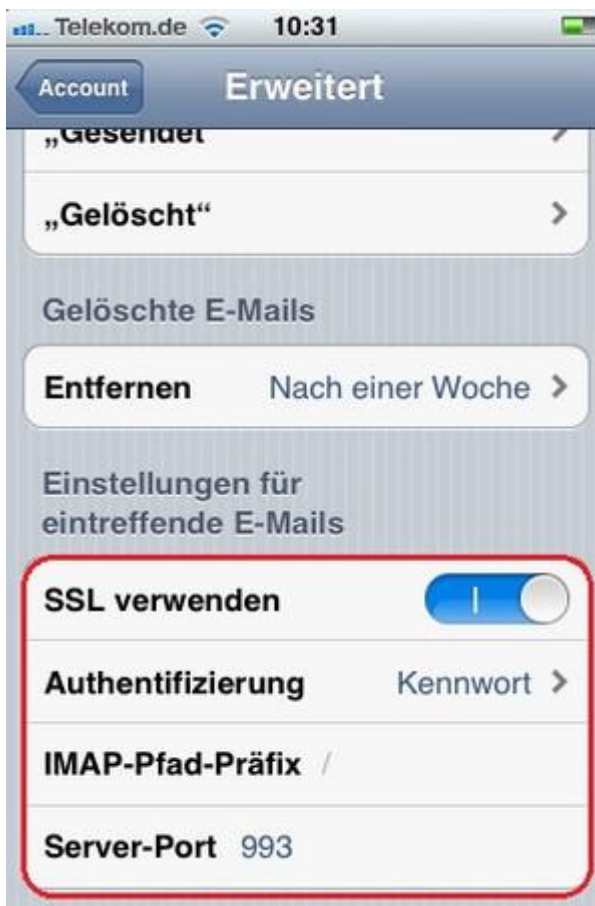 Telekom.de 10:31
Account Erweitert
„Gesendet“
„Gelöscht“
Gelöschte E-Mails
Entfernen Nach einer Woche
Einstellungen für
eintreffende E-Mails
SSL verwenden
Authentifizierung Kennwort
IMAP-Pfad-Präfix /
Server-Port 993